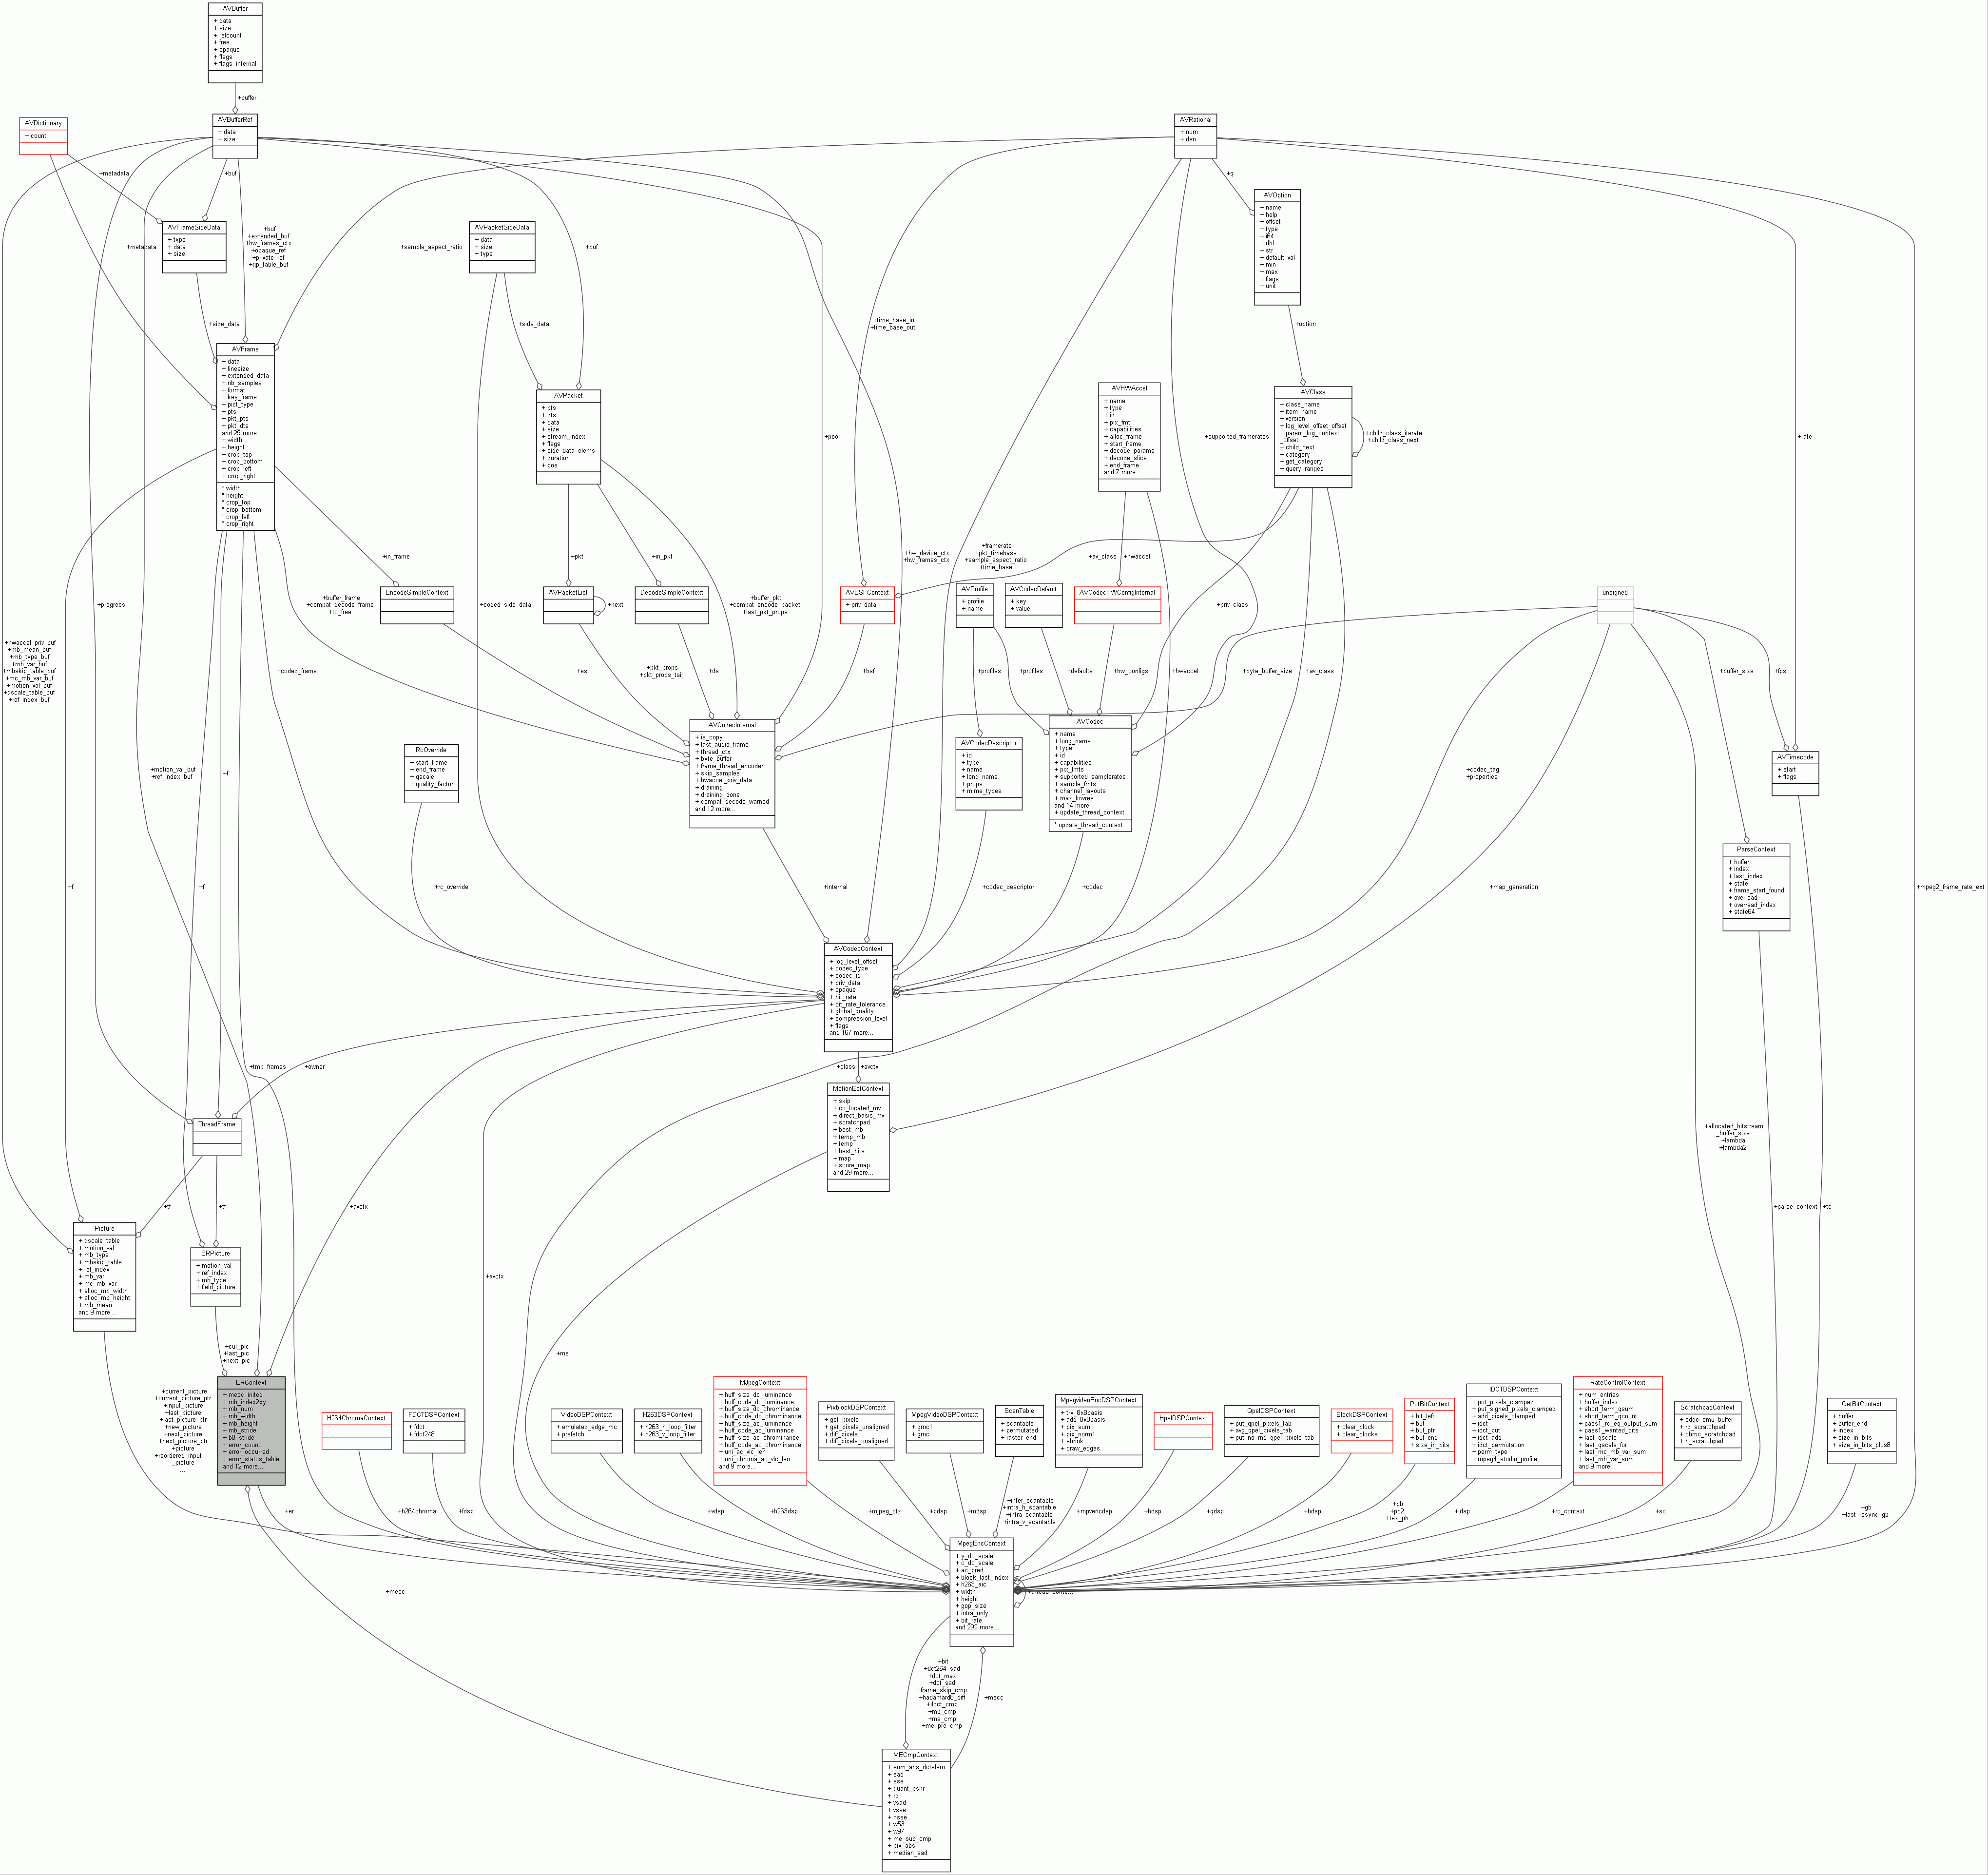 AVBuffer
+ data
+ size
+ refcount
+ free
+ opaque
+ flags
+ flags_internal
+buffer
AVDictionary
+ count
AVBufferRef
+ data
+ size
AVRational
+ num
+ den
+metadata
+buf
+q
AVOption
+ name
+ help
+ offset
+ type
+ i64
+ dbl
+ str
+ default_val
+ min
+ max
+ flags
+ unit
AVFrameSideData
+ type
+ data
+ size
+metadata
+buf
+extended_buf
+hw_frames_ctx
+opaque_ref
+private_ref
+qp_table_buf
+sample_aspect_ratio
AVPacketSideData
+ data
+ size
+ type
+buf
+side_data
+side_data
+time_base_in
+time_base_out
+option
AVFrame
+ data
+ linesize
+ extended_data
+ nb_samples
+ format
+ key_frame
+ pict_type
+ pts
+ pkt_pts
+ pkt_dts
and 29 more...
+ width
+ height
+ crop_top
+ crop_bottom
+ crop_left
+ crop_right
* width
* height
* crop_top
* crop_bottom
* crop_left
* crop_right
AVPacket
+ pts
+ dts
+ data
+ size
+ stream_index
+ flags
+ side_data_elems
+ duration
+ pos
+pool
AVHWAccel
+ name
+ type
+ id
+ pix_fmt
+ capabilities
+ alloc_frame
+ start_frame
+ decode_params
+ decode_slice
+ end_frame
and 7 more...
+supported_framerates
AVClass
+ class_name
+ item_name
+ version
+ log_level_offset_offset
+ parent_log_context
_offset
+ child_next
+ category
+ get_category
+ query_ranges
+child_class_iterate
+child_class_next
+rate
+in_frame
+pkt
+in_pkt
+hw_device_ctx
+hw_frames_ctx
+framerate
+pkt_timebase
+sample_aspect_ratio
+time_base
+av_class
+hwaccel
+progress
+buffer_frame
+compat_decode_frame
+to_free
EncodeSimpleContext
+coded_side_data
AVPacketList
+next
DecodeSimpleContext
+buffer_pkt
+compat_encode_packet
+last_pkt_props
AVBSFContext
+ priv_data
AVProfile
+ profile
+ name
AVCodecDefault
+ key
+ value
AVCodecHWConfigInternal
+priv_class
unsigned
+hwaccel_priv_buf
+mb_mean_buf
+mb_type_buf
+mb_var_buf
+mbskip_table_buf
+mc_mb_var_buf
+motion_val_buf
+qscale_table_buf
+ref_index_buf
+coded_frame
+es
+pkt_props
+pkt_props_tail
+ds
+bsf
+profiles
+profiles
+defaults
+hw_configs
+hwaccel
+byte_buffer_size
+av_class
+buffer_size
+fps
AVCodecInternal
+ is_copy
+ last_audio_frame
+ thread_ctx
+ byte_buffer
+ frame_thread_encoder
+ skip_samples
+ hwaccel_priv_data
+ draining
+ draining_done
+ compat_decode_warned
and 12 more...
AVCodec
+ name
+ long_name
+ type
+ id
+ capabilities
+ pix_fmts
+ supported_samplerates
+ sample_fmts
+ channel_layouts
+ max_lowres
and 14 more...
+ update_thread_context
* update_thread_context
RcOverride
+ start_frame
+ end_frame
+ qscale
+ quality_factor
AVCodecDescriptor
+ id
+ type
+ name
+ long_name
+ props
+ mime_types
AVTimecode
+ start
+ flags
+motion_val_buf
+ref_index_buf
+f
+codec_tag
+properties
ParseContext
+ buffer
+ index
+ last_index
+ state
+ frame_start_found
+ overread
+ overread_index
+ state64
+f
+f
+rc_override
+internal
+codec_descriptor
+codec
+map_generation
+mpeg2_frame_rate_ext
AVCodecContext
+ log_level_offset
+ codec_type
+ codec_id
+ priv_data
+ opaque
+ bit_rate
+ bit_rate_tolerance
+ global_quality
+ compression_level
+ flags
and 167 more...
+tmp_frames
+owner
+class
+avctx
MotionEstContext
+ skip
+ co_located_mv
+ direct_basis_mv
+ scratchpad
+ best_mb
+ temp_mb
+ temp
+ best_bits
+ map
+ score_map
and 29 more...
ThreadFrame
+allocated_bitstream
_buffer_size
+lambda
+lambda2
+tf
+tf
+avctx
+parse_context
+tc
Picture
+ qscale_table
+ motion_val
+ mb_type
+ mbskip_table
+ ref_index
+ mb_var
+ mc_mb_var
+ alloc_mb_width
+ alloc_mb_height
+ mb_mean
and 9 more...
ERPicture
+ motion_val
+ ref_index
+ mb_type
+ field_picture
+avctx
+cur_pic
+last_pic
+next_pic
+me
+current_picture
+current_picture_ptr
+input_picture
+last_picture
+last_picture_ptr
+new_picture
+next_picture
+next_picture_ptr
+picture
+reordered_input
_picture
ERContext
+ mecc_inited
+ mb_index2xy
+ mb_num
+ mb_width
+ mb_height
+ mb_stride
+ b8_stride
+ error_count
+ error_occurred
+ error_status_table
and 12 more...
H264ChromaContext
FDCTDSPContext
+ fdct
+ fdct248
VideoDSPContext
+ emulated_edge_mc
+ prefetch
H263DSPContext
+ h263_h_loop_filter
+ h263_v_loop_filter
MJpegContext
+ huff_size_dc_luminance
+ huff_code_dc_luminance
+ huff_size_dc_chrominance
+ huff_code_dc_chrominance
+ huff_size_ac_luminance
+ huff_code_ac_luminance
+ huff_size_ac_chrominance
+ huff_code_ac_chrominance
+ uni_ac_vlc_len
+ uni_chroma_ac_vlc_len
and 9 more...
PixblockDSPContext
+ get_pixels
+ get_pixels_unaligned
+ diff_pixels
+ diff_pixels_unaligned
MpegVideoDSPContext
+ gmc1
+ gmc
ScanTable
+ scantable
+ permutated
+ raster_end
MpegvideoEncDSPContext
+ try_8x8basis
+ add_8x8basis
+ pix_sum
+ pix_norm1
+ shrink
+ draw_edges
HpelDSPContext
QpelDSPContext
+ put_qpel_pixels_tab
+ avg_qpel_pixels_tab
+ put_no_rnd_qpel_pixels_tab
BlockDSPContext
+ clear_block
+ clear_blocks
PutBitContext
+ bit_left
+ buf
+ buf_ptr
+ buf_end
+ size_in_bits
IDCTDSPContext
+ put_pixels_clamped
+ put_signed_pixels_clamped
+ add_pixels_clamped
+ idct
+ idct_put
+ idct_add
+ idct_permutation
+ perm_type
+ mpeg4_studio_profile
RateControlContext
+ num_entries
+ buffer_index
+ short_term_qsum
+ short_term_qcount
+ pass1_rc_eq_output_sum
+ pass1_wanted_bits
+ last_qscale
+ last_qscale_for
+ last_mc_mb_var_sum
+ last_mb_var_sum
and 9 more...
ScratchpadContext
+ edge_emu_buffer
+ rd_scratchpad
+ obmc_scratchpad
+ b_scratchpad
GetBitContext
+ buffer
+ buffer_end
+ index
+ size_in_bits
+ size_in_bits_plus8
+er
+h264chroma
+fdsp
+vdsp
+h263dsp
+mjpeg_ctx
+pdsp
+mdsp
+inter_scantable
+intra_h_scantable
+intra_scantable
+intra_v_scantable
+mpvencdsp
+hdsp
+qdsp
+bdsp
+pb
+pb2
+tex_pb
+idsp
+rc_context
+sc
+gb
+last_resync_gb
MpegEncContext
+ y_dc_scale
+ c_dc_scale
+ ac_pred
+ block_last_index
+ h263_aic
+ width
+ height
+ gop_size
+ intra_only
+ bit_rate
and 292 more...
+thread_context
+mecc
+bit
+dct264_sad
+dct_max
+dct_sad
+frame_skip_cmp
+hadamard8_diff
+ildct_cmp
+mb_cmp
+me_cmp
+me_pre_cmp
...
+mecc
MECmpContext
+ sum_abs_dctelem
+ sad
+ sse
+ quant_psnr
+ rd
+ vsad
+ vsse
+ nsse
+ w53
+ w97
+ me_sub_cmp
+ pix_abs
+ median_sad